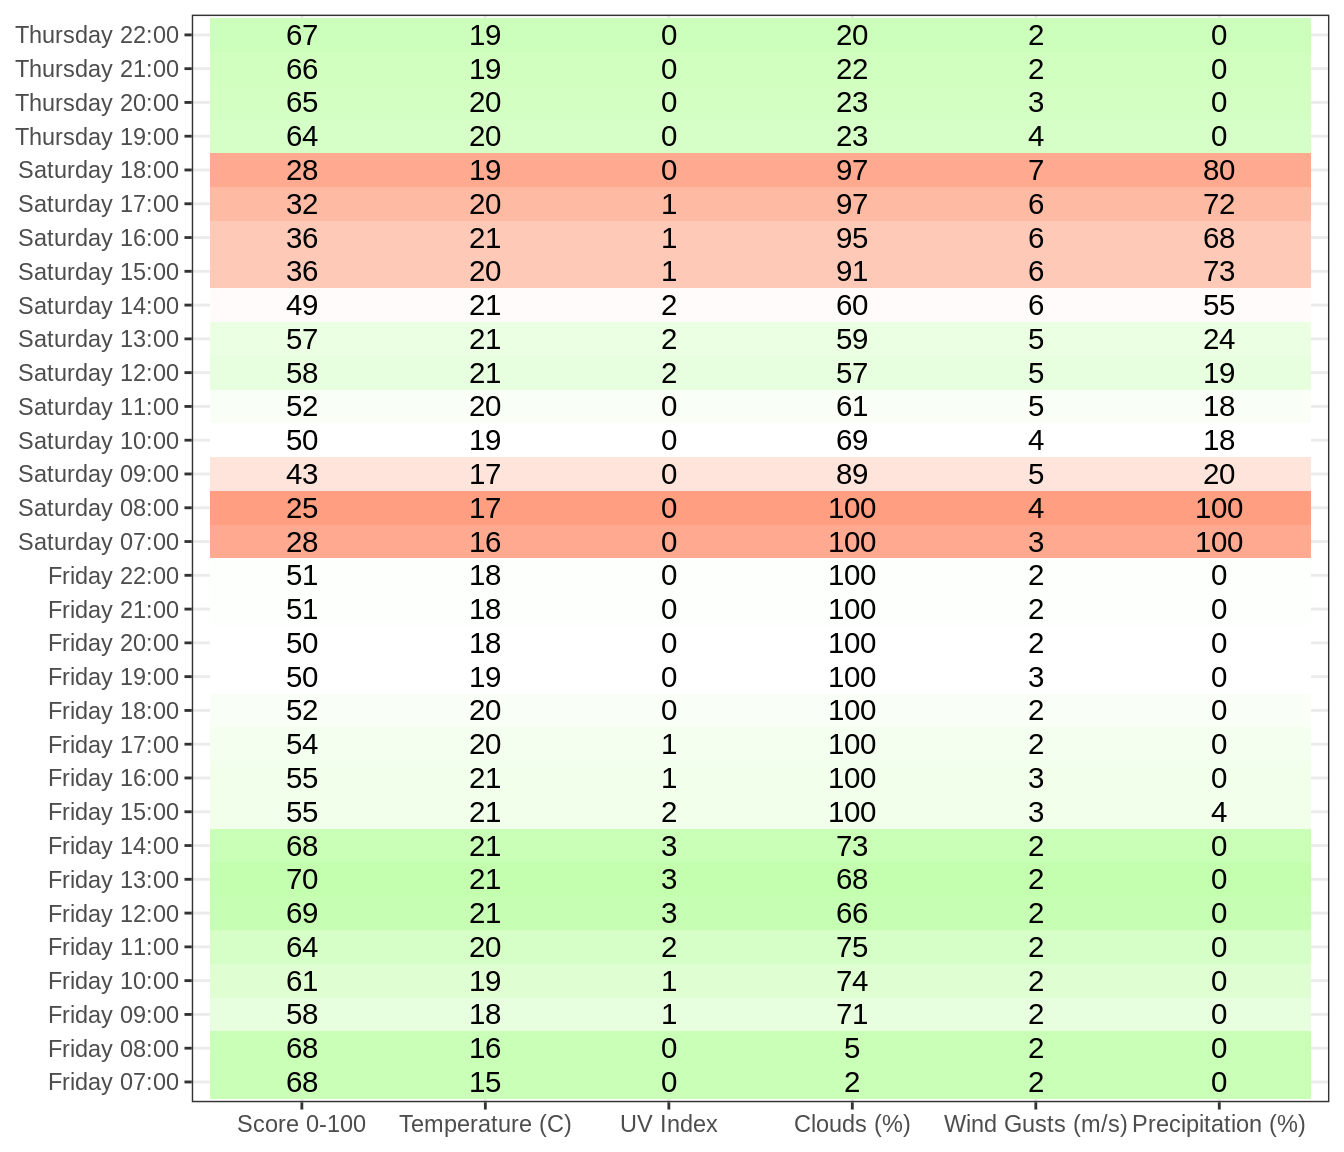 Thursday 22:00 67 19 0 20 2 0
Thursday 21:00 66 19 0 22 2 0
Thursday 20:00 65 20 0 23 3 0
Thursday 19:00 64 20 0 23 4 0
Saturday 18:00 28 19 0 97 7 80
Saturday 17:00 32 20 1 97 6 72
Saturday 16:00 36 21 1 95 6 68
Saturday 15:00 36 20 1 91 6 73
Saturday 14:00 49 21 2 60 6 55
Saturday 13:00 57 21 2 59 5 24
Saturday 12:00 58 21 2 57 5 19
Saturday 11:00 52 20 0 61 5 18
Saturday 10:00 50 19 0 69 4 18
Saturday 09:00 43 17 0 89 5 20
Saturday 08:00 25 17 0 100 4 100
Saturday 07:00 28 16 0 100 3 100
Friday 22:00 51 18 0 100 2 0
Friday 21:00 51 18 0 100 2 0
Friday 20:00 50 18 0 100 2 0
Friday 19:00 50 19 0 100 3 0
Friday 18:00 52 20 0 100 2 0
Friday 17:00 54 20 1 100 2 0
Friday 16:00 55 21 1 100 3 0
Friday 15:00 55 21 2 100 3 4
Friday 14:00 68 21 3 73 2 0
Friday 13:00 70 21 3 68 2 0
Friday 12:00 69 21 3 66 2 0
Friday 11:00 64 20 2 75 2 0
Friday 10:00 61 19 1 74 2 0
Friday 09:00 58 18 1 71 2 0
Friday 08:00 68 16 0 5 2 0
Friday 07:00 68 15 0 2 2 0
Score 0-100 Temperature (C) UV Index Clouds (%) Wind Gusts (m/s) Precipitation (%)